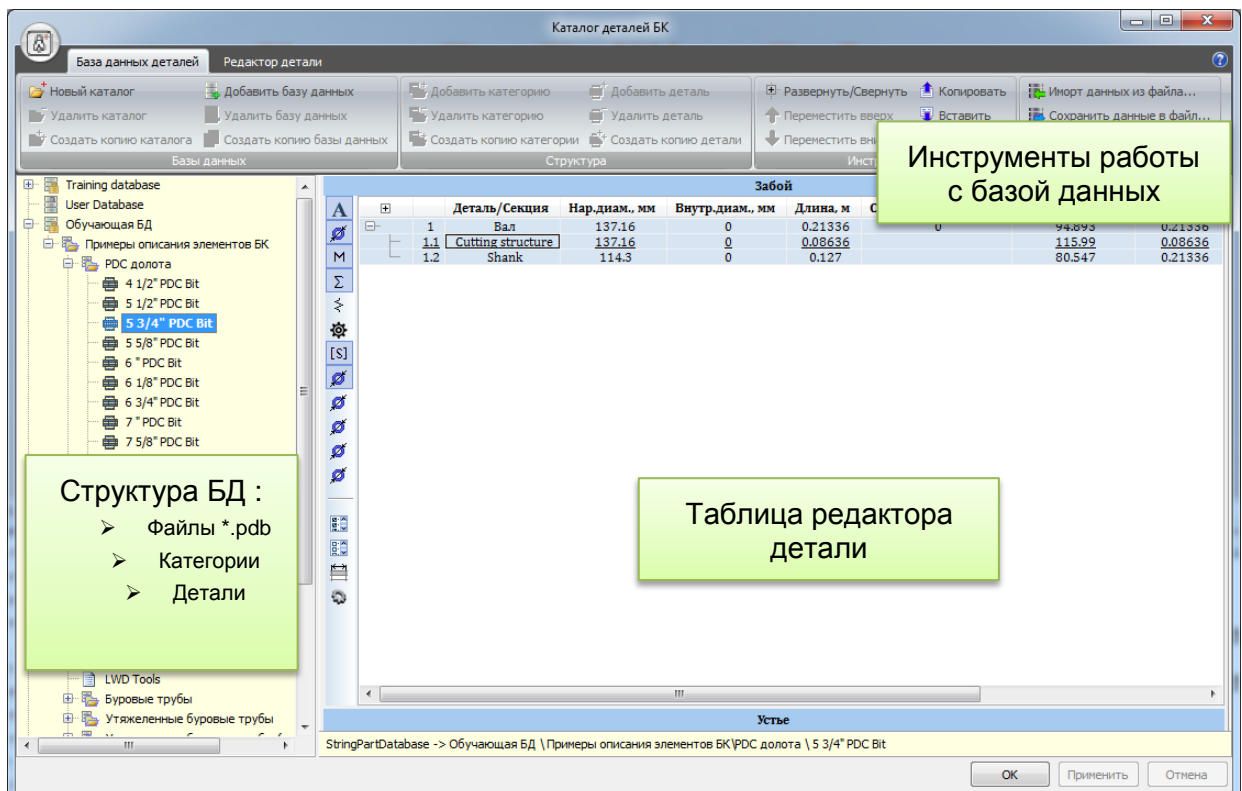 Каталог деталей БК
База данных деталей Редактор детали
Новый каталог Добавить базу данных Добавить категорию Добавить деталь Развернуть/Свернуть Копировать Инорт данных из файла...
Удалить каталог Удалить базу данных Удалить категорию Удалить деталь Переместить вверх Вставить Сохранить данные в файл...
Создать копию каталога Создать копию базы данных Создать копию категории Создать копию детали Переместить
Базы данных Структура
Инструменты работы
с базой данных
Training database
User Database
Обучающая БД
Примеры описания элементов БК
PDC долота
4 1/2" PDC Bit
5 1/2" PDC Bit
5 3/4" PDC Bit
5 5/8" PDC Bit
6 " PDC Bit
6 1/8" PDC Bit
6 3/4" PDC Bit
7 " PDC Bit
7 5/8" PDC Bit
Структура БД :
Файлы *.pdb
Категории
Детали
LWD Tools
Буровые трубы
Утяжеленные буровые трубы
A
M
Σ
[S]
Забой
Деталь/Секция Нар.диам., мм Внутр.диам., мм Длина, м
1 Вал 137.16 0 0.21336 0 94.893 0.21336
1.1 Cutting structure 137.16 0 0.08636 115.99 0.08636
1.2 Shank 114.3 0 0.127 80.547 0.21336
Таблица редактора
детали
Устье
StringPartDatabase -> Обучающая БД \ Примеры описания элементов БК\PDC долота \ 5 3/4" PDC Bit
OK Применить Отмена